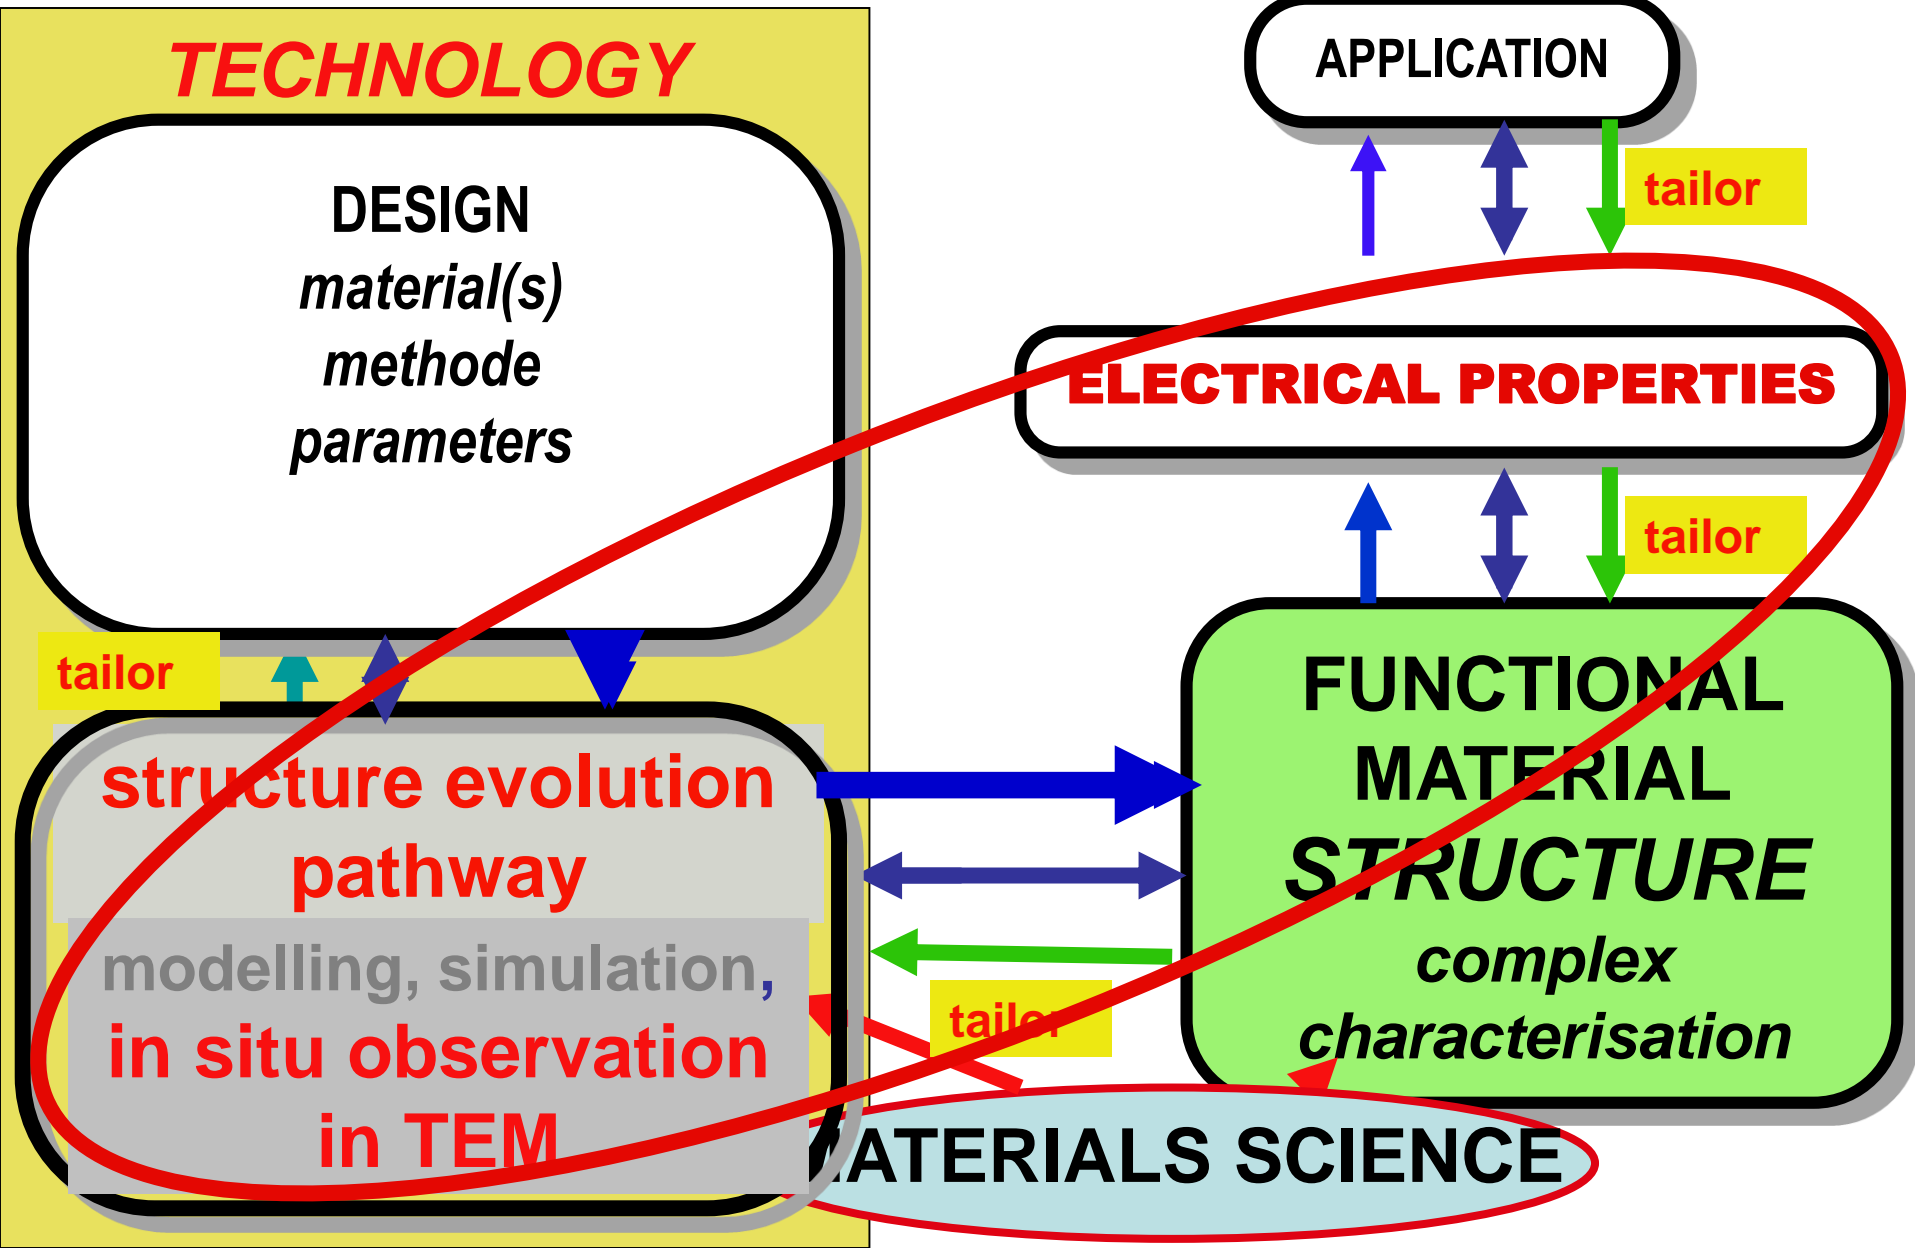 TECHNOLOGY
DESIGN
material(s)
methode
parameters
tailor
structure evolution
pathway
modelling, simulation,
in situ observation
in TEM
APPLICATION
tailor
ELECTRICAL PROPERTIES
tailor
FUNCTIONAL
MATERIAL
STRUCTURE
complex
characterisation
tailor
MATERIALS SCIENCE